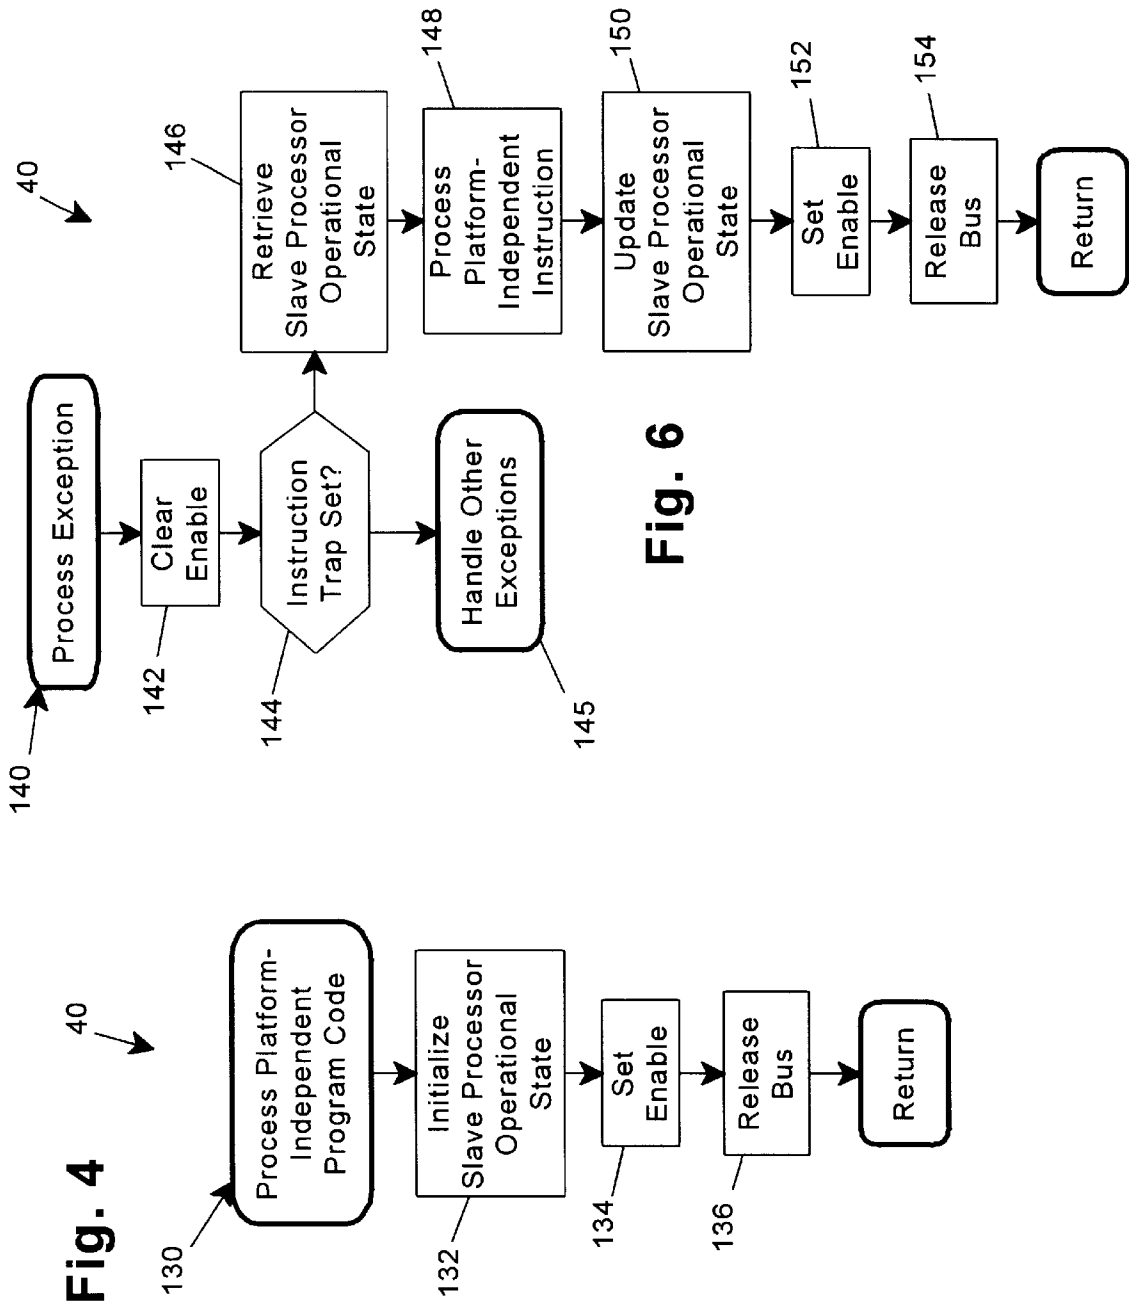 Fig. 4
40
130
Process Platform-
Independent
Program Code
132
Initialize
Slave Processor
Operational
State
134
Set
Enable
136
Release
Bus
Return
40
140
Process Exception
142
Clear
Enable
144
Instruction
Trap Set?
145
Handle Other
Exceptions
146
Retrieve
Slave Processor
Operational
State
148
Process
Platform-
Independent
Instruction
150
Update
Slave Processor
Operational
State
152
Set
Enable
154
Release
Bus
Return
Fig. 6